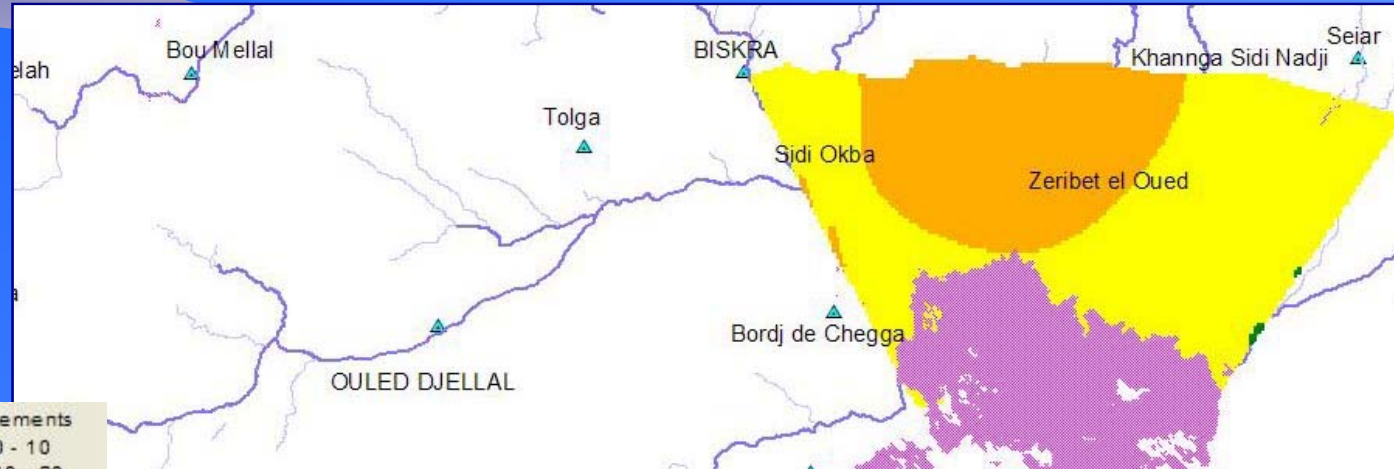 Seiar
Bou Mellal
BISKRA
Khannga Sidi Nadji
elah
Tolga
Sidi Okba
Zeribet el Oued
Bordj de Chegga
OULED DJELLAL
ements
- 10